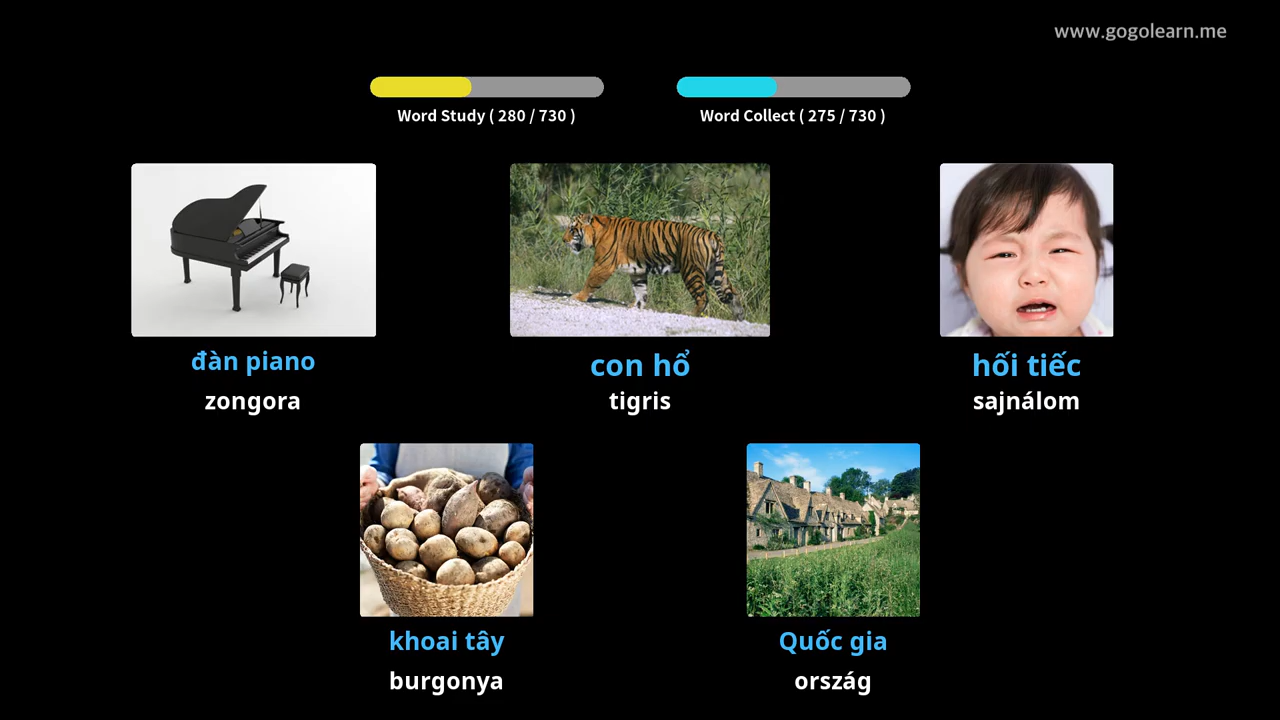 www.gogolearn.me
Word Study ( 280 / 730 )
Word Collect ( 275 / 730 )
đàn piano
zongora
con hổ
tigris
hối tiếc
sajnálom
khoai tây
burgonya
Quốc gia
ország